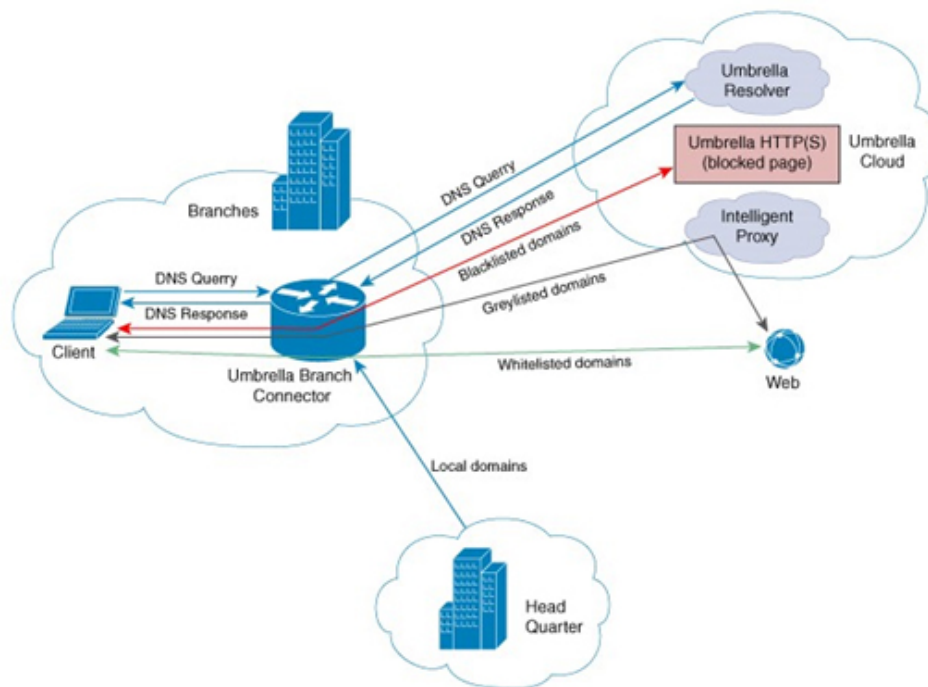 Umbrella
Resolver
Umbrella HTTP(S)
(blocked page)
Umbrella
Cloud
Intelligent
Proxy
Branches
DNS Querry
DNS Response
Blacklisted domains
Greylisted domains
DNS Querry
DNS Response
Client
Umbrella Branch
Connector
Whitelisted domains
Web
Local domains
Head
Quarter